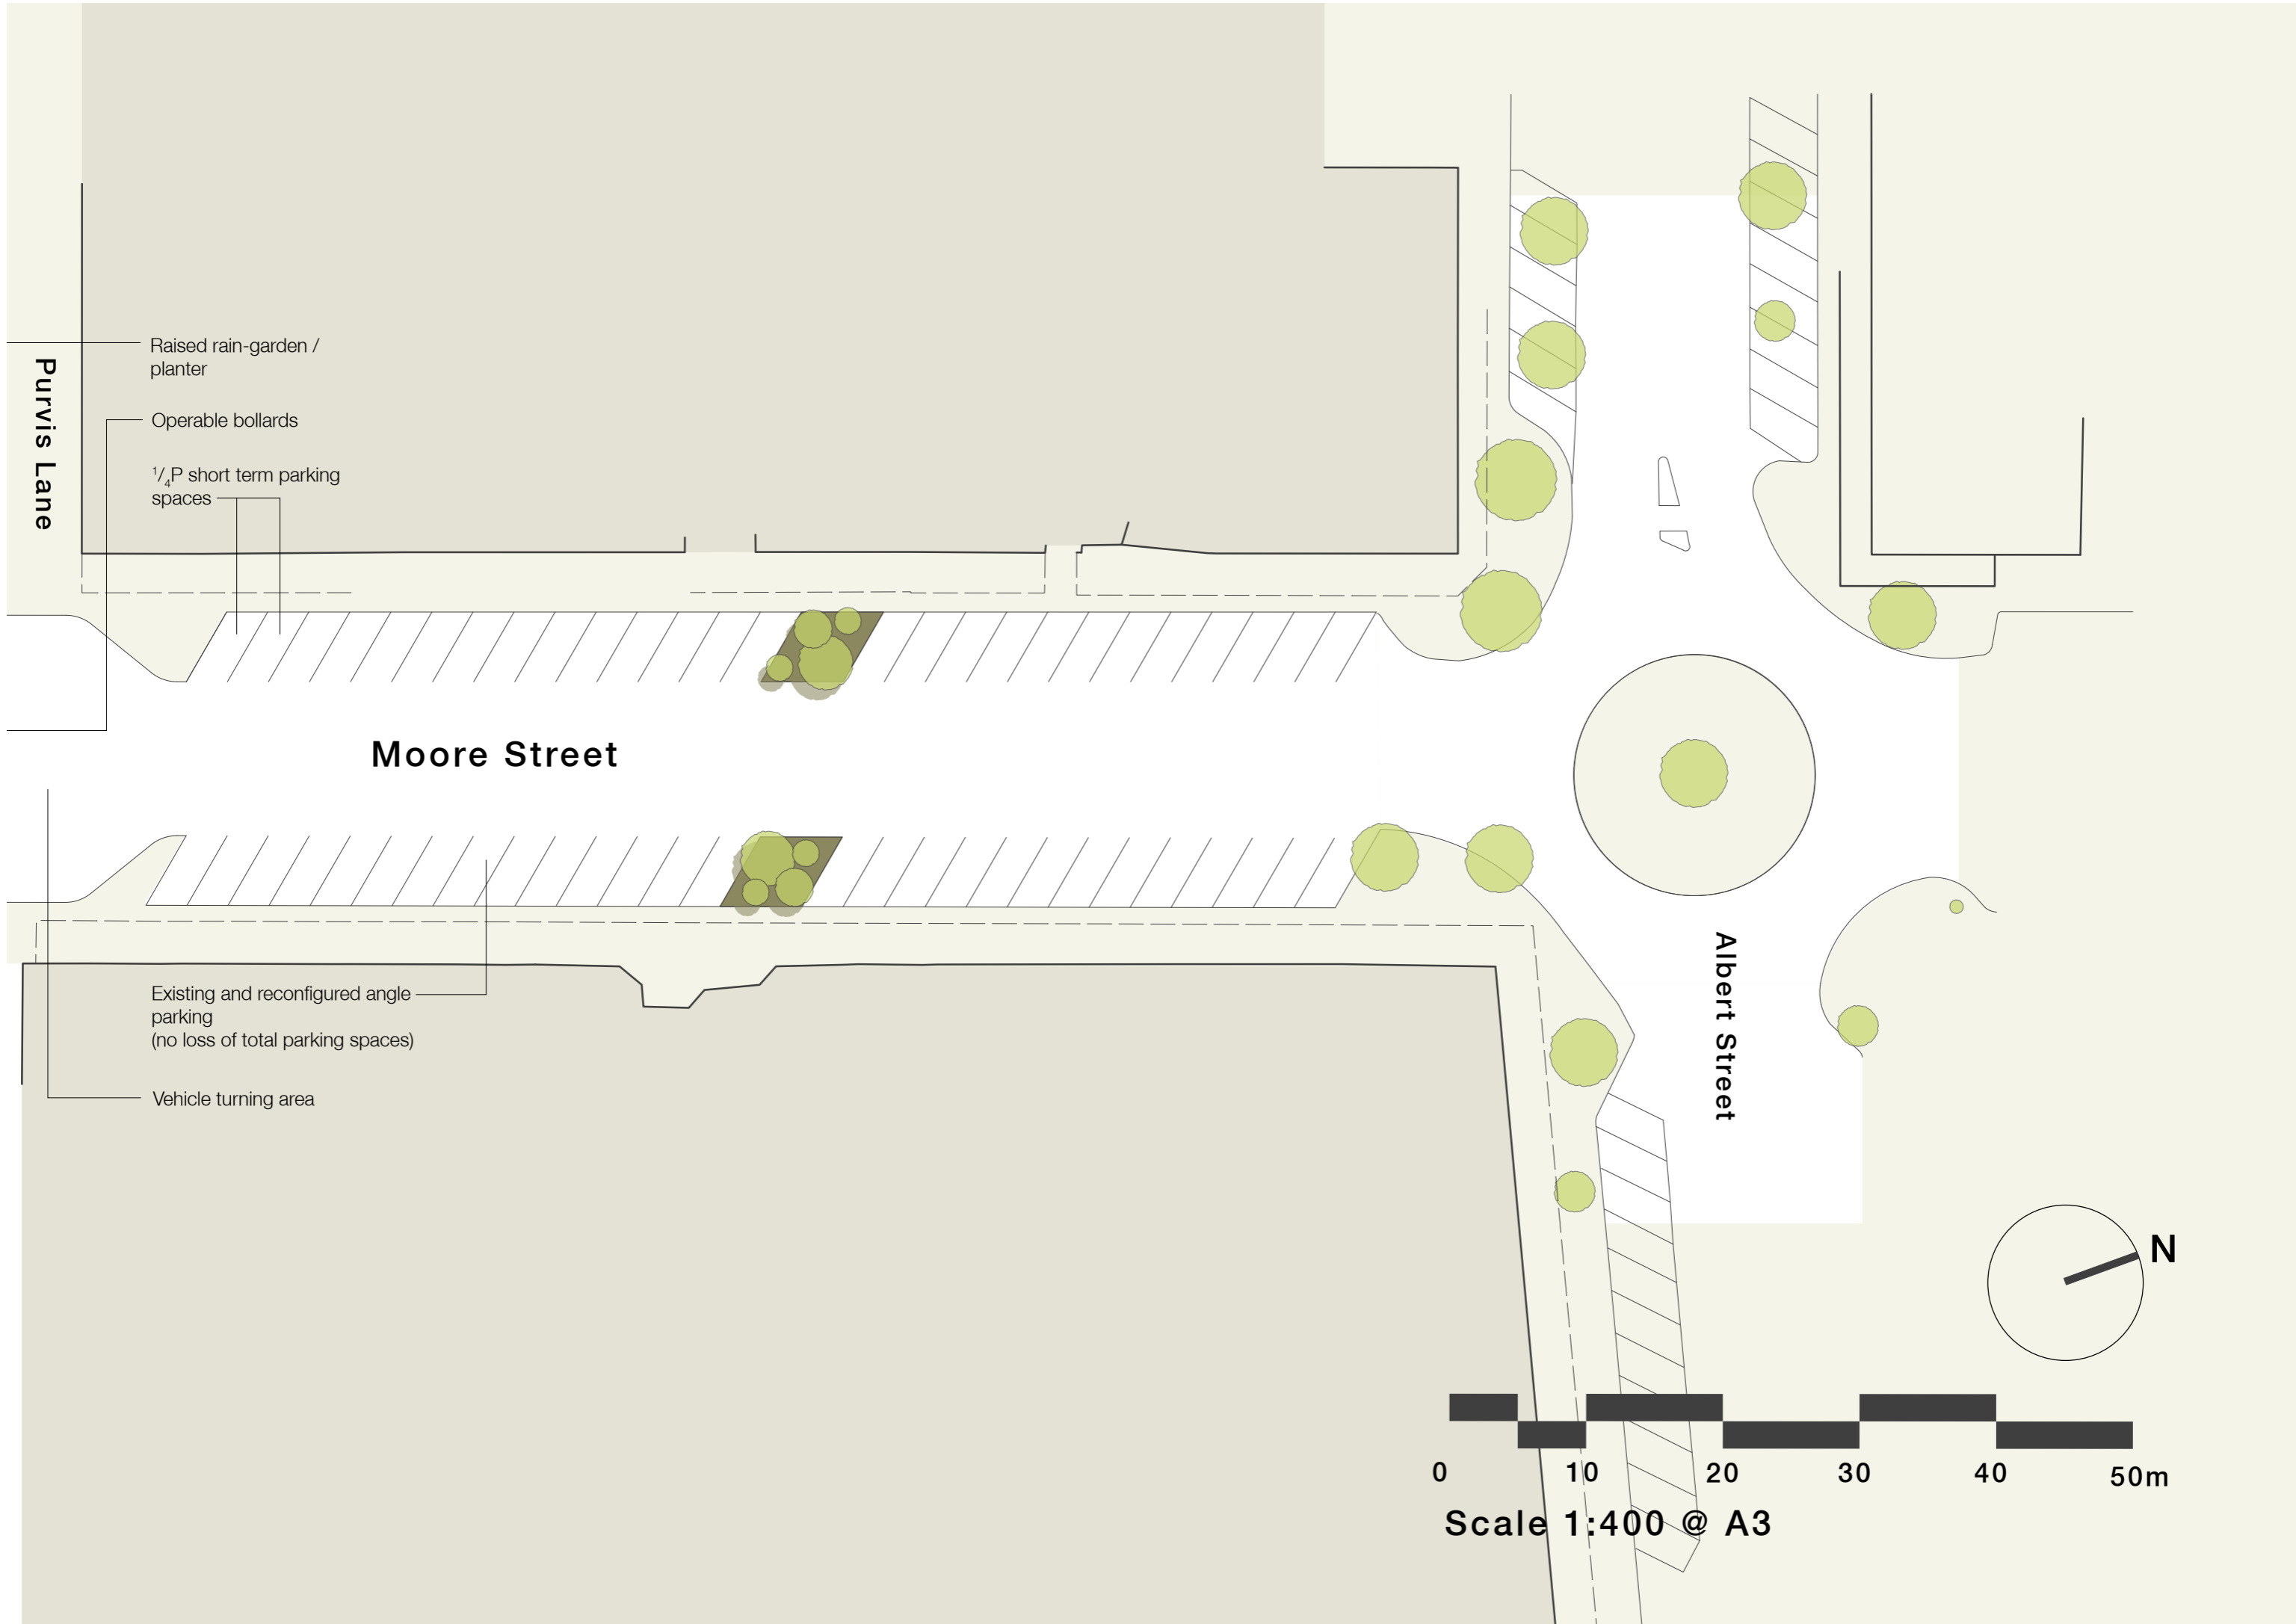 Raised rain-garden /
planter
Purvis Lane
Operable bollards
1/4P short term parking
spaces
Moore Street
Albert Street
Existing and reconfigured angle
parking
(no loss of total parking spaces)
Vehicle turning area
N
0 10 20 30 40 50m
Scale 1:400 @ A3